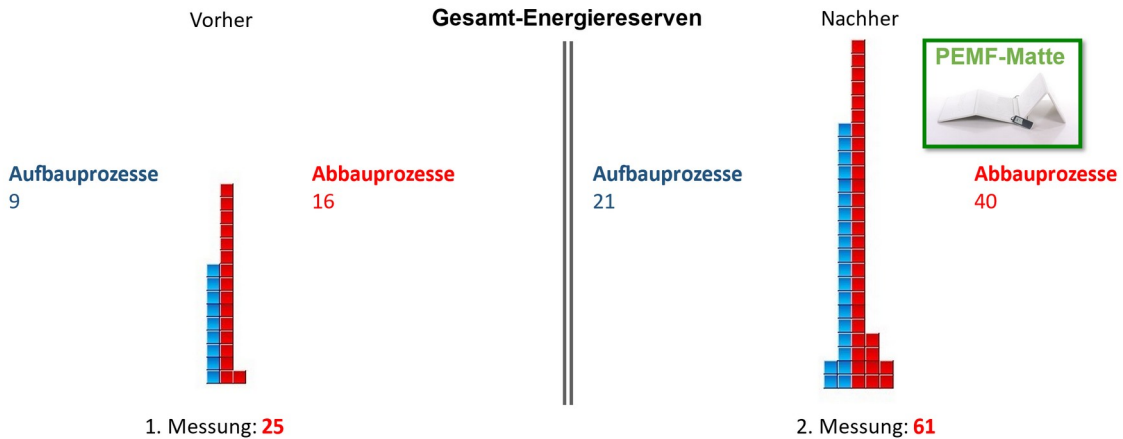 Gesamt-Energiereserven
Vorher
Aufbauprozesse
9
Abbauprozesse
16
1. Messung: 25
Nachher
PEMF-Matte
Aufbauprozesse
21
Abbauprozesse
40
2. Messung: 61